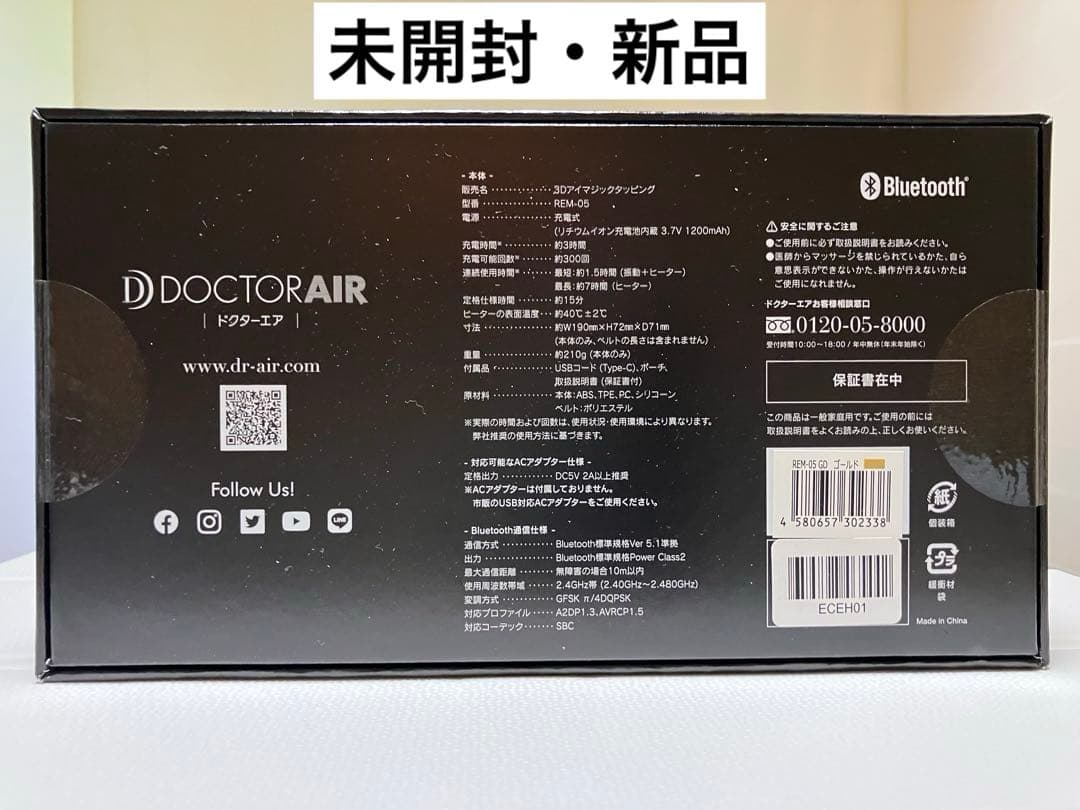 未開封・新品
DOCTORAIR
| ドクターエア |
www.dr-air.com
Follow Us!
LINE
- 本体 -
販売名 ・・・・・・・・・・・ 3Dアイマジックタッピング
型番 ・・・・・・・・・・・・・ REM-05
電源 ・・・・・・・・・・・・・ 充電式
(リチウムイオン充電池内蔵 3.7V 1200mAh)
充電時間※ ・・・・・・・・ 約3時間
充電可能回数※ ・・・・・ 約300回
連続使用時間※ ・・・・・ 最短:約1.5時間 (振動+ヒーター)
最長:約7時間 (ヒーター)
定格仕様時間 ・・・・・・ 約15分
ヒーターの表面温度・・・ 約40℃±2℃
寸法 ・・・・・・・・・・・・・ 約W190mm×H72mm×D71mm
(本体のみ、ベルトの長さは含まれません)
重量 ・・・・・・・・・・・・・ 約210g (本体のみ)
付属品 ・・・・・・・・・・・ USBコード (Type-C)、ポーチ、
取扱説明書 (保証書付)
原材料 ・・・・・・・・・・・ 本体:ABS、TPE、PC、シリコーン
ベルト:ポリエステル
※実際の時間および回数は、使用状況・使用環境により異なります。
弊社推奨の使用方法に基づきます。
- 対応可能なACアダプター仕様 -
定格出力 ・・・・・・・・・ DC5V 2A以上推奨
※ACアダプターは付属しておりません。
市販のUSB対応ACアダプターをご使用ください。
- Bluetooth通信仕様 -
通信方式 ・・・・・・・・・ Bluetooth標準規格Ver 5.1準拠
出力 ・・・・・・・・・・・・・ Bluetooth標準規格Power Class2
最大通信距離 ・・・・・・ 無障害の場合10m以内
使用周波数帯域 ・・・・・ 2.4GHz帯 (2.40GHz~2.480GHz)
変調方式 ・・・・・・・・・ GFSK π/4DQPSK
対応プロファイル ・・・・ A2DP1.3、AVRCP1.5
対応コーデック・・・・・・ SBC
Bluetooth®
⚠ 安全に関するご注意
●ご使用前に必ず取扱説明書をお読みください。
●医師からマッサージを禁じられているかた、自ら
意思表示ができないかた、操作が行えないかたは
ご使用になれません。
ドクターエアお客様相談窓口
0120-05-8000
受付時間10:00~18:00 / 年中無休(年末年始除く)
保証書在中
この商品は一般家庭用です。ご使用の前には
取扱説明書をよくお読みの上、正しくお使いください。
REM-05 GD ゴールド
4 580657 302338
ECEH01
紙
個装箱
プラ
緩衝材
袋
Made in China